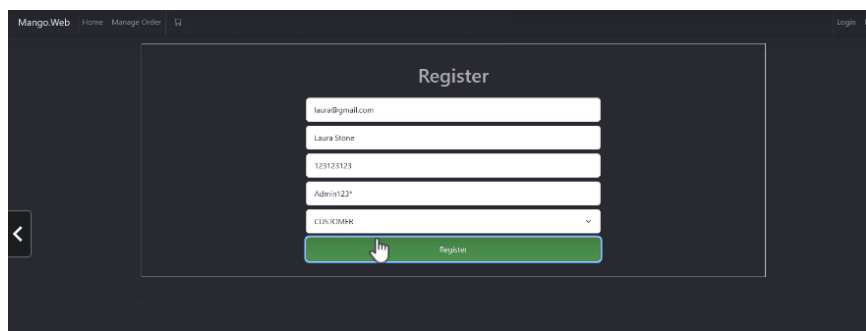 Mango.Web Home Manage Order Login
Register
laura@gmail.com
Laura Stone
123123123
Admin123*
CUSTOMER
Register